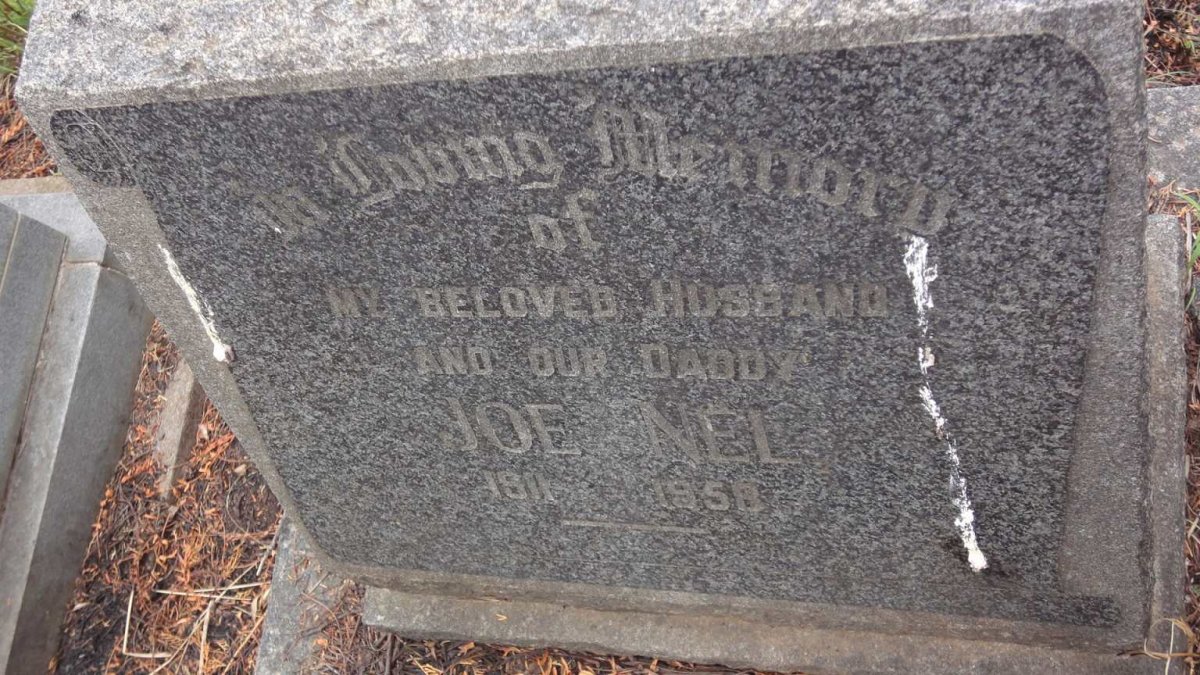 In Loving Memory
of
MY BELOVED HUSBAND
AND OUR DADDY
JOE NEL
1911 1958